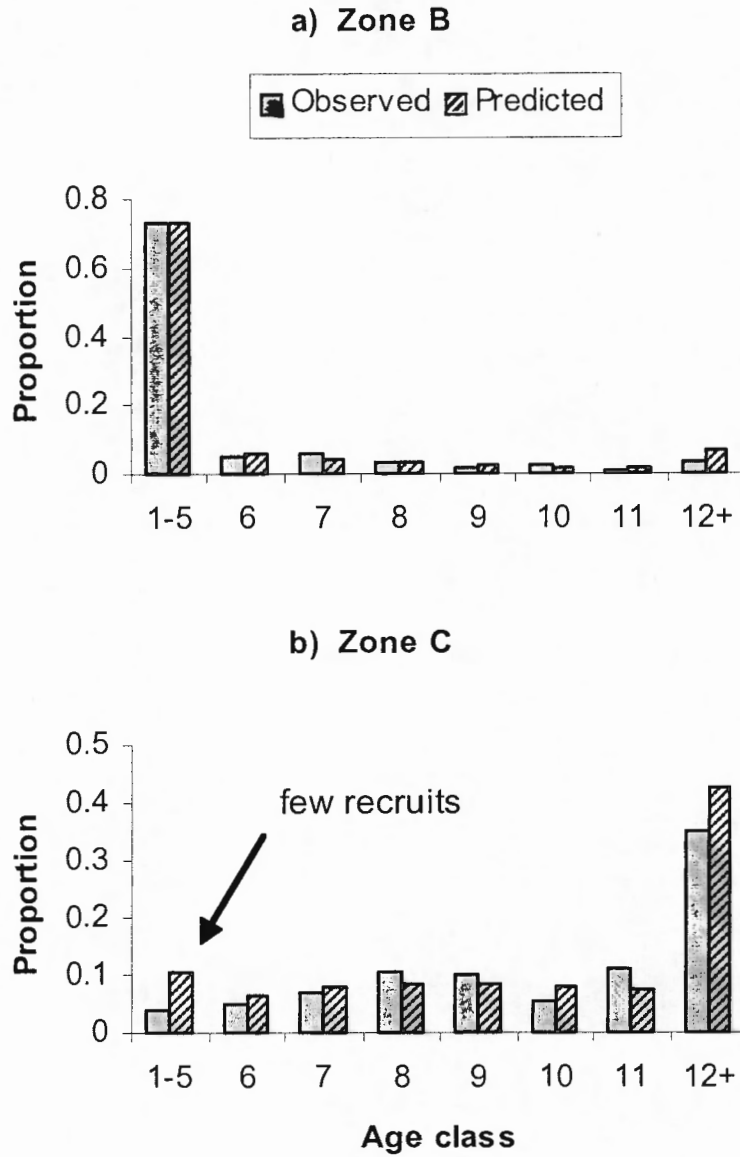 a) Zone B
Observed Predicted
0.8
0.6
0.4
0.2
0
Proportion
1-5 6 7 8 9 10 11 12+
b) Zone C
0.5
0.4
0.3
0.2
0.1
0
few recruits
Proportion
1-5 6 7 8 9 10 11 12+
Age class